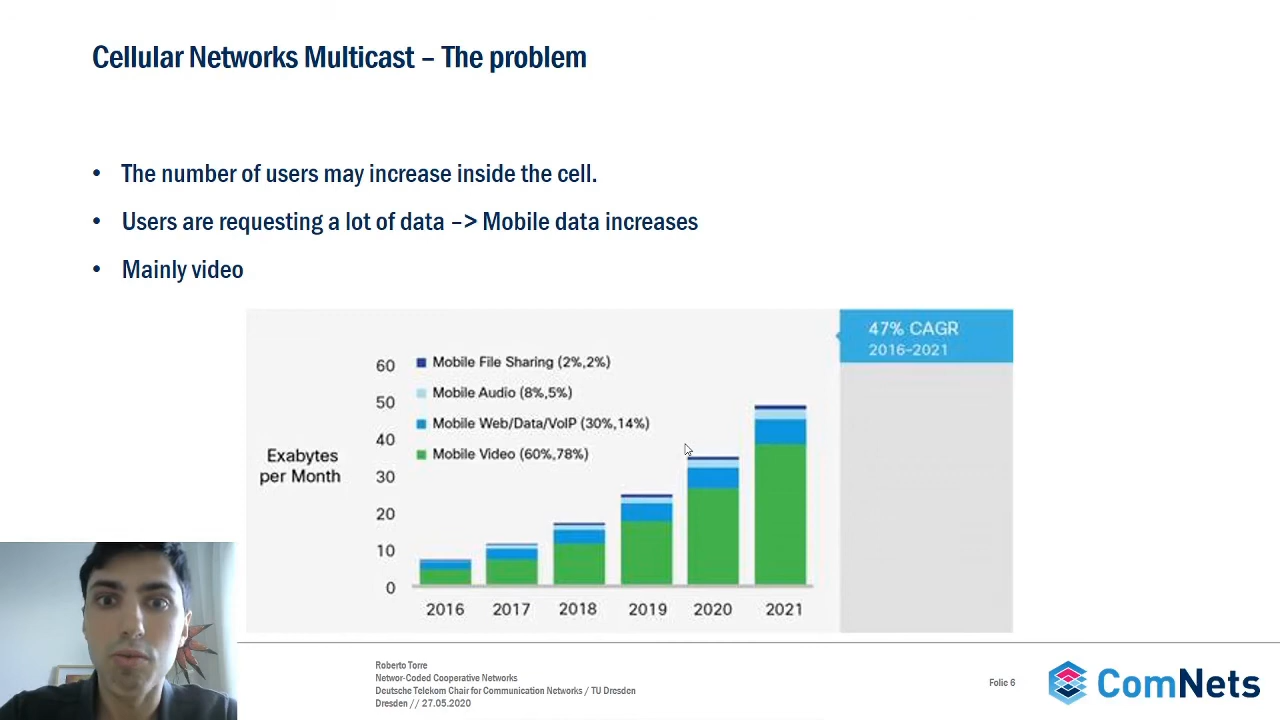 Cellular Networks Multicast – The problem
• The number of users may increase inside the cell.
• Users are requesting a lot of data –> Mobile data increases
• Mainly video
47% CAGR
2016–2021
60
50
40
30
20
10
0
Mobile File Sharing (2%,2%)
Mobile Audio (8%,5%)
Mobile Web/Data/VoIP (30%,14%)
Mobile Video (60%,78%)
Exabytes
per Month
2016 2017 2018 2019 2020 2021
Roberto Torre
Networ-Coded Cooperative Networks
Deutsche Telekom Chair for Communication Networks / TU Dresden
Dresden // 27.05.2020
Folie 6
ComNets